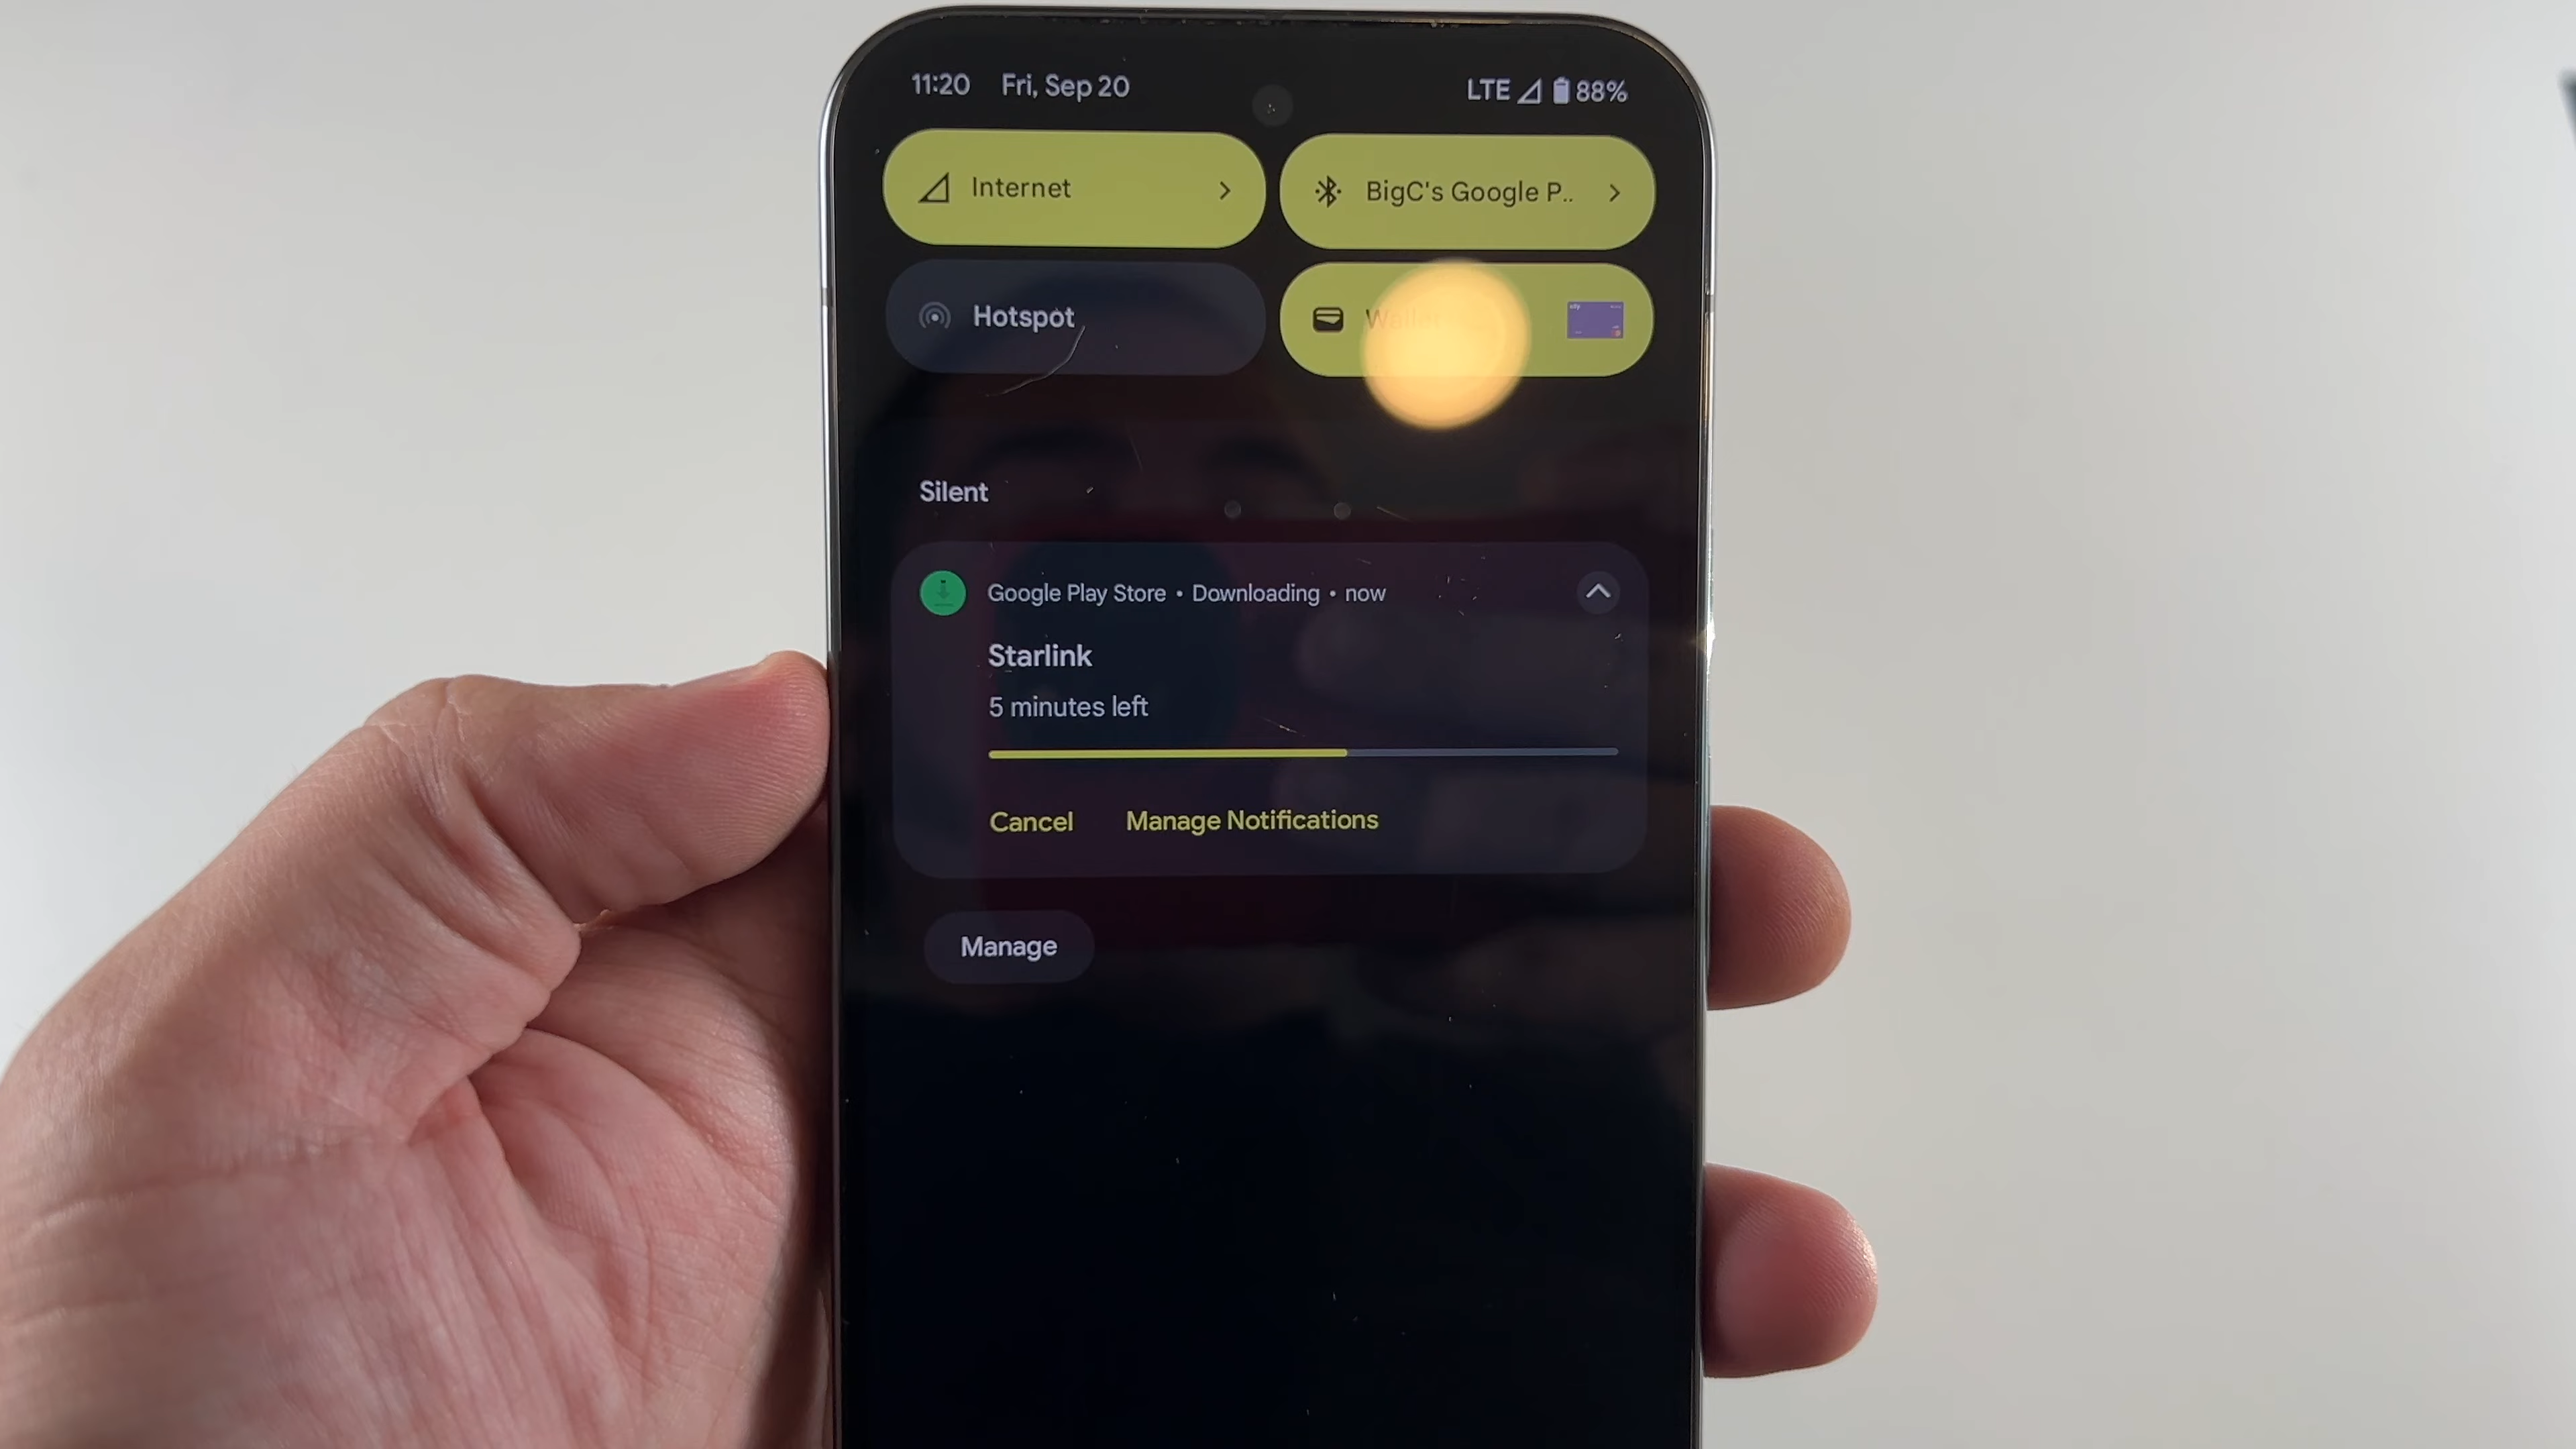 11:20 Fri, Sep 20 LTE 88%
Internet
BigC's Google P..
Hotspot
Wallet
Silent
Google Play Store • Downloading • now
Starlink
5 minutes left
Cancel Manage Notifications
Manage